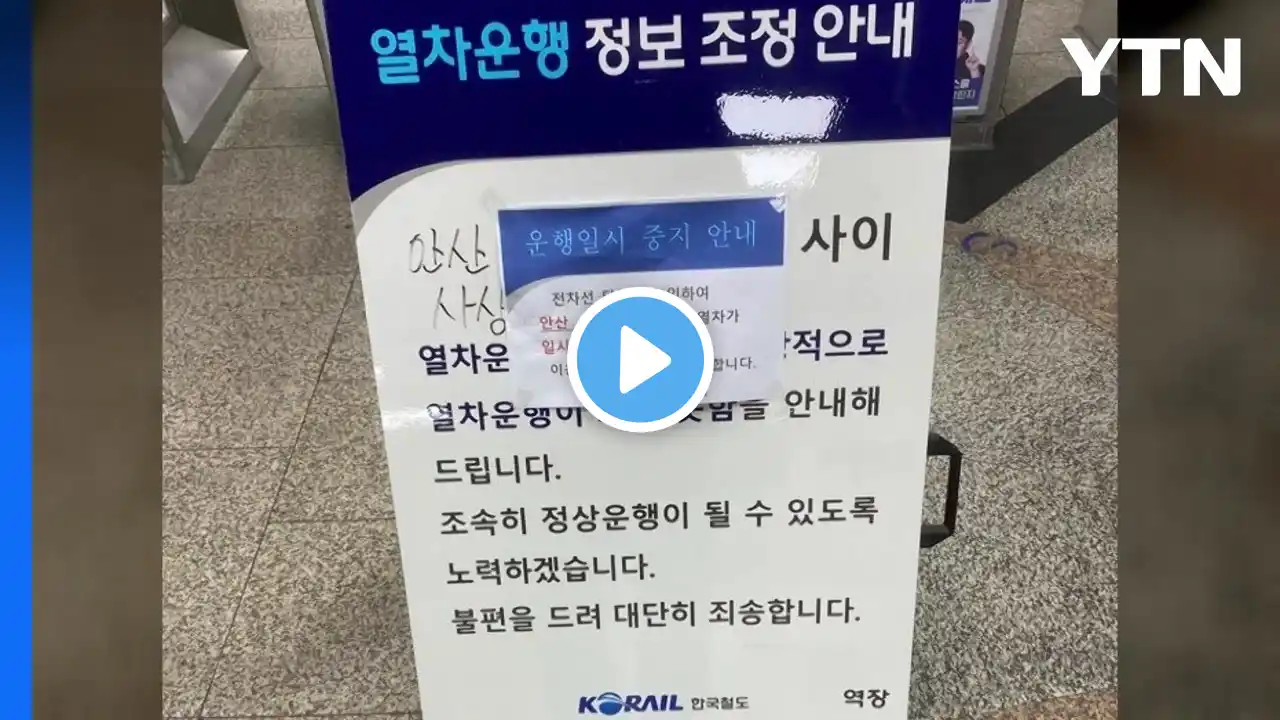 열차운행 정보 조정 안내
YTN
안산
사상
사이
운행일시 중지 안내
전차선
인하여
안산
열차가
일시
합니다.
열차운
적으로
열차운행이
안내해
드립니다.
조속히 정상운행이 될 수 있도록
노력하겠습니다.
불편을 드려 대단히 죄송합니다.
KORAIL 한국철도
역장